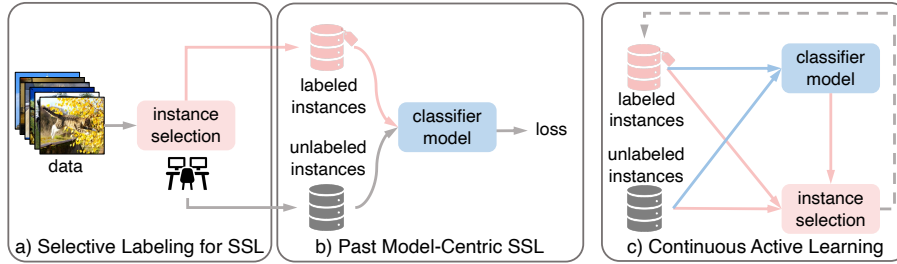 data
instance
selection
a) Selective Labeling for SSL
labeled
instances
unlabeled
instances
classifier
model
loss
b) Past Model-Centric SSL
labeled
instances
unlabeled
instances
classifier
model
instance
selection
c) Continuous Active Learning